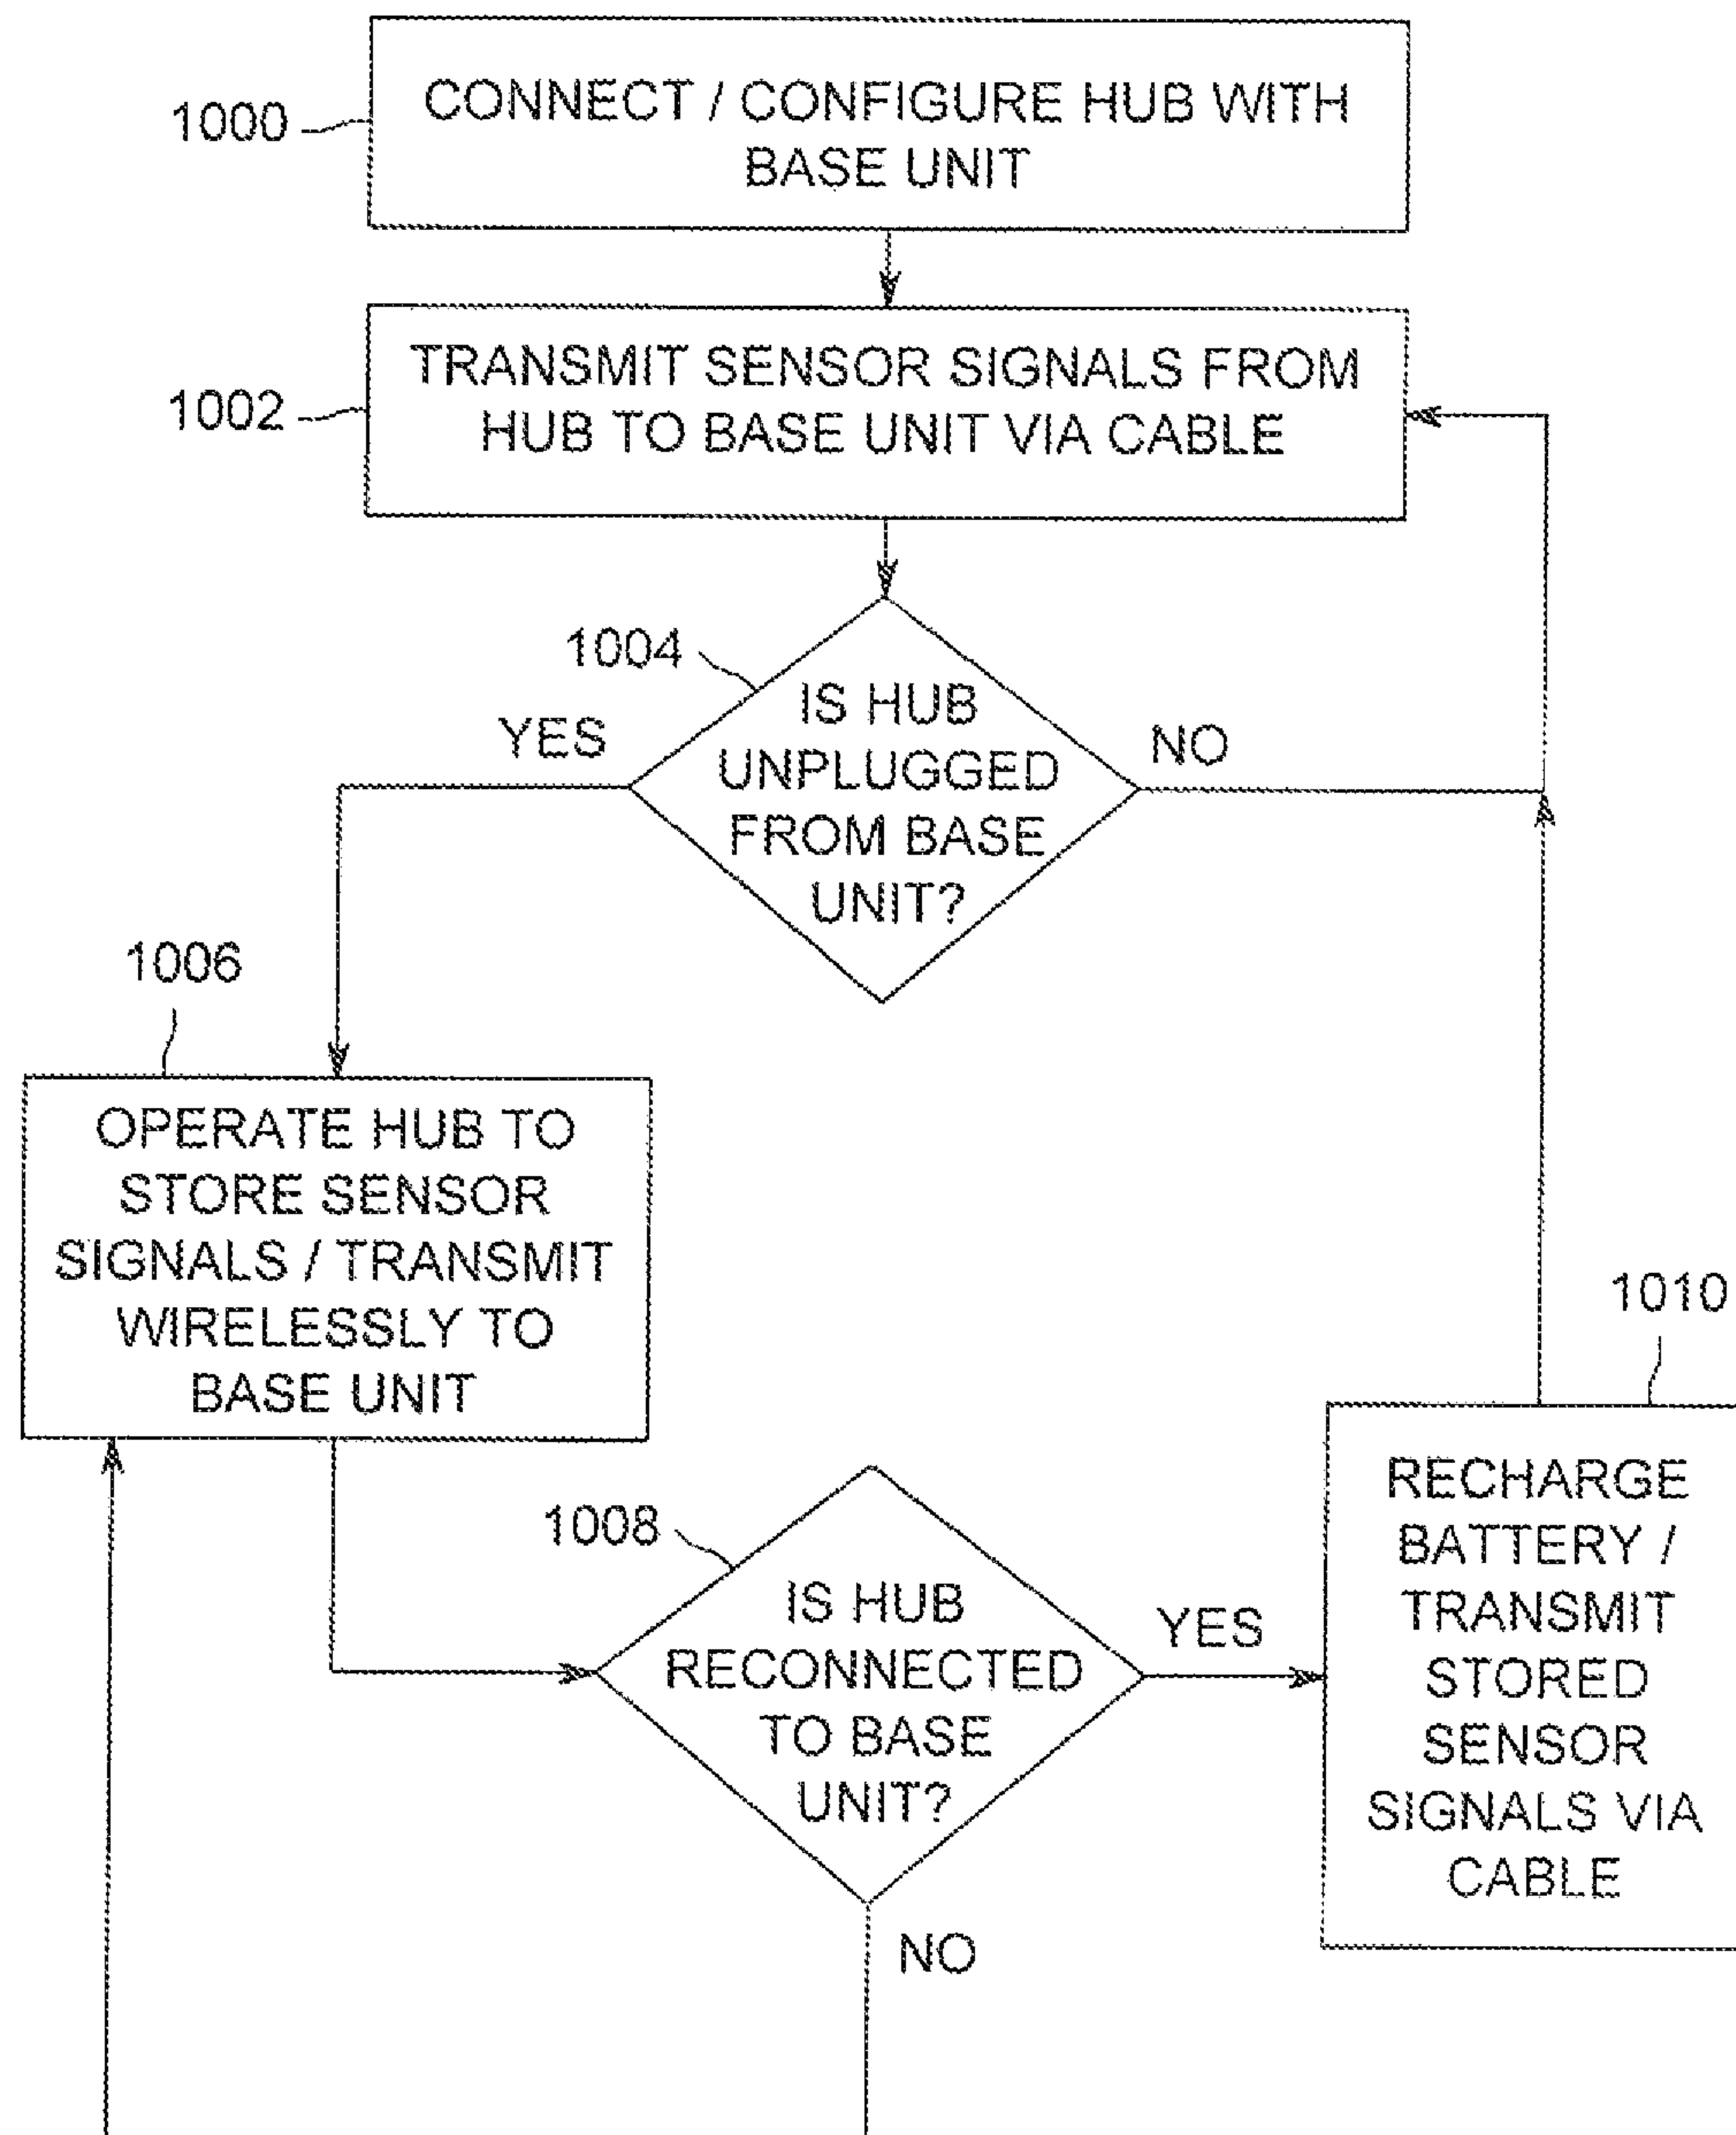 CONNECT / CONFIGURE HUB WITH
BASE UNIT
1000
TRANSMIT SENSOR SIGNALS FROM
HUB TO BASE UNIT VIA CABLE
1002
1004
IS HUB
UNPLUGGED
FROM BASE
UNIT?
YES
NO
1006
OPERATE HUB TO
STORE SENSOR
SIGNALS / TRANSMIT
WIRELESSLY TO
BASE UNIT
1008
IS HUB
RECONNECTED
TO BASE
UNIT?
YES
NO
1010
RECHARGE
BATTERY /
TRANSMIT
STORED
SENSOR
SIGNALS VIA
CABLE